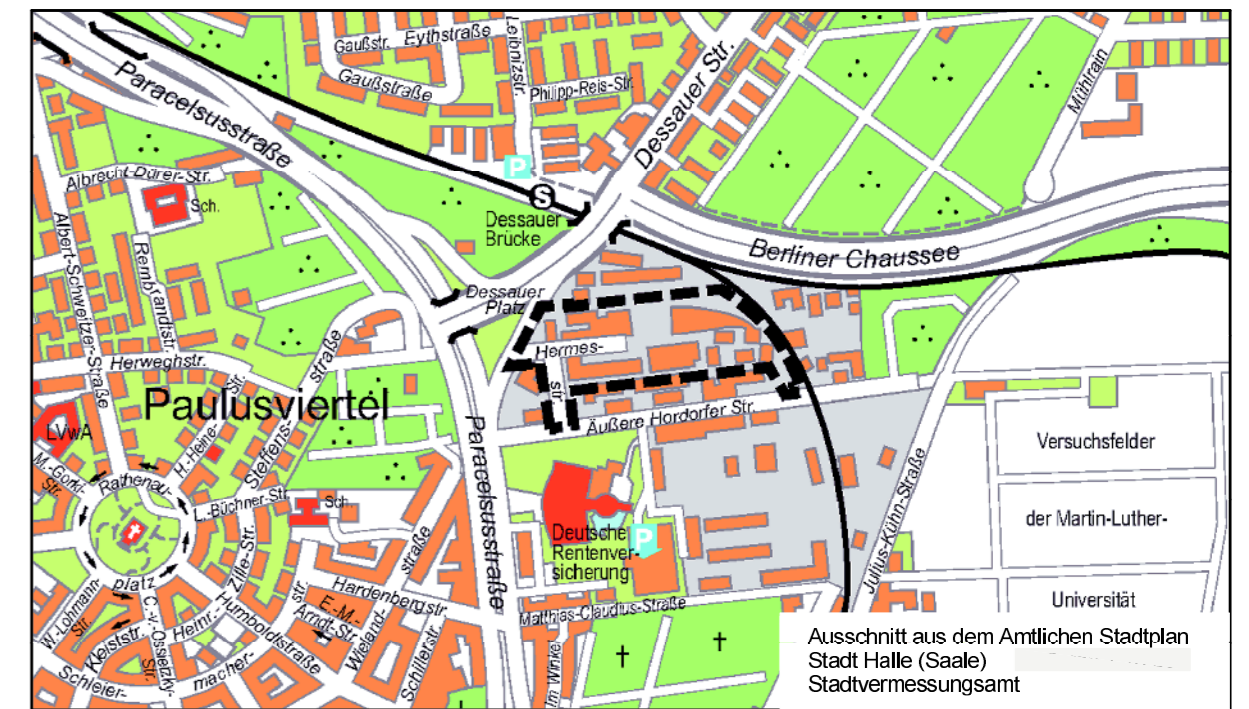 Gaußstr.
Eythstraße
Leibnizstr.
Gaußstraße
Philipp-Reis-Str.
Dessauer Str.
Mühlrain
Paracelsusstraße
P
S
Albrecht-Dürer-Str.
Sch.
Dessauer
Brücke
Berliner Chaussee
Albert-Schweitzer-Straße
Rembrandtstr.
Dessauer
Platz
Hermes-
str.
Herweghstr.
Äußere Hordorfer Str.
Paulusviertel
LVwA
H.-Heine-
Str.
Steffens-
straße
Paracelsusstraße
Versuchsfelder
M.-Gorki-
Str.
Rathenau-
platz
L.-Büchner-Str.
Sch.
der Martin-Luther-
Julius-Kühn-Straße
Deutsche
Rentenver-
sicherung
P
Zille-Str.
Heinr.-
straße
Hardenbergstr.
E.-M.-
Arndt-Str.
Wieland-
str.
Matthias-Claudius-Straße
Universität
W.-Lohmann-
Str.
Kleiststr.
C.-v.-Ossietzky-
Str.
Humboldtstraße
Schillerstr.
Im Winkel
Schleier-
macher-
Ausschnitt aus dem Amtlichen Stadtplan
Stadt Halle (Saale)
Stadtvermessungsamt